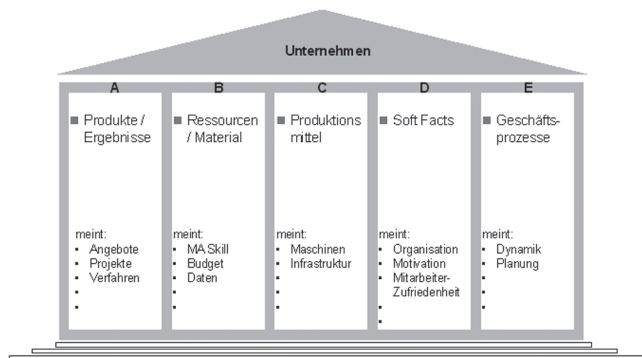 Unternehmen
A
B
C
D
E
Produkte /
Ergebnisse
Ressourcen
/ Material
Produktions
mittel
Soft Facts
Geschäfts-
prozesse
meint:
Angebote
Projekte
Verfahren
meint:
MA Skill
Budget
Daten
meint:
Maschinen
Infrastruktur
meint:
Organisation
Motivation
Mitarbeiter-
Zufriedenheit
meint:
Dynamik
Planung